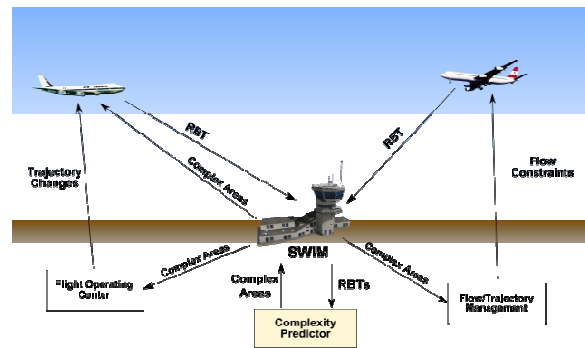 RBT
RBT
Trajectory
Changes
Complex Areas
Flow
Constraints
SWIM
Complex Areas
Complex Areas
Flight Operating
Center
Complex
Areas
RBTs
Flow/Trajectory
Management
Complexity
Predictor